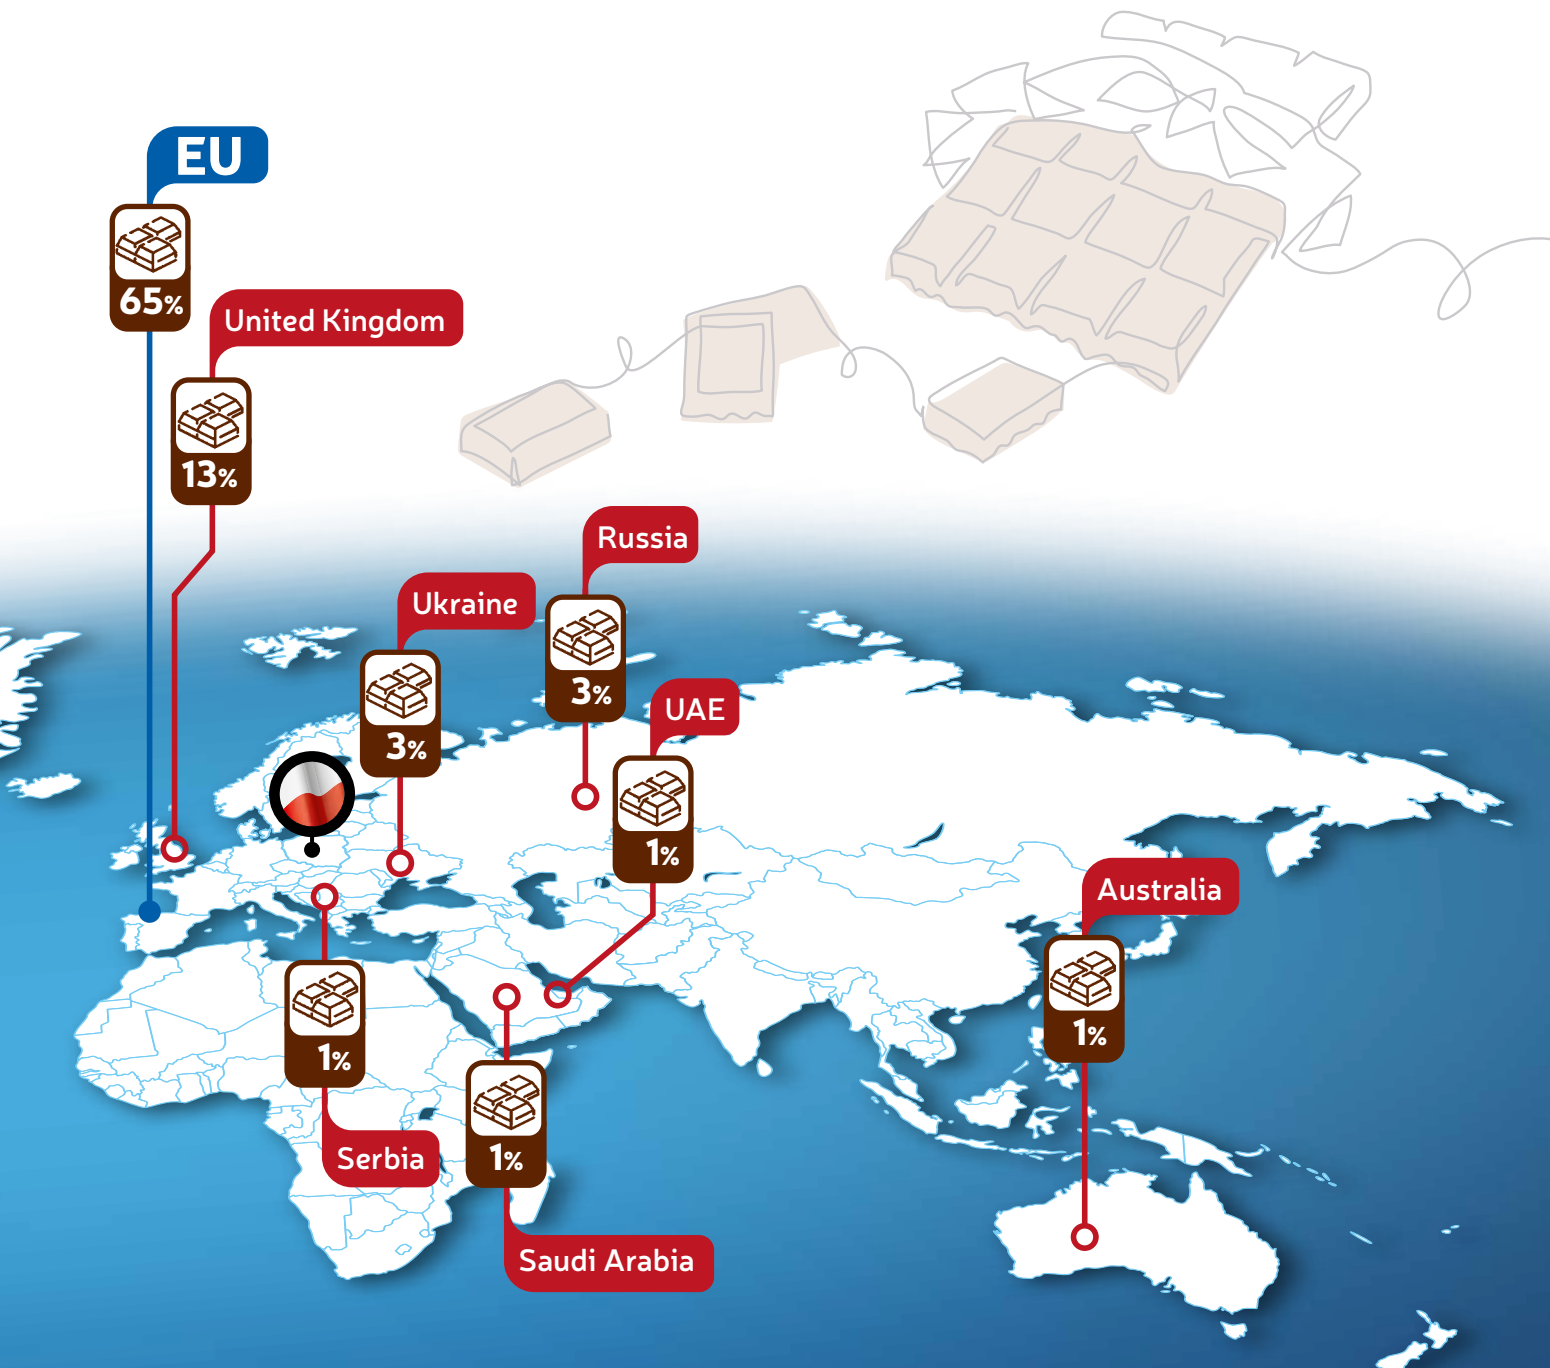 EU
65%
United Kingdom
13%
Russia
3%
Ukraine
3%
UAE
1%
Australia
1%
1%
Serbia
1%
Saudi Arabia